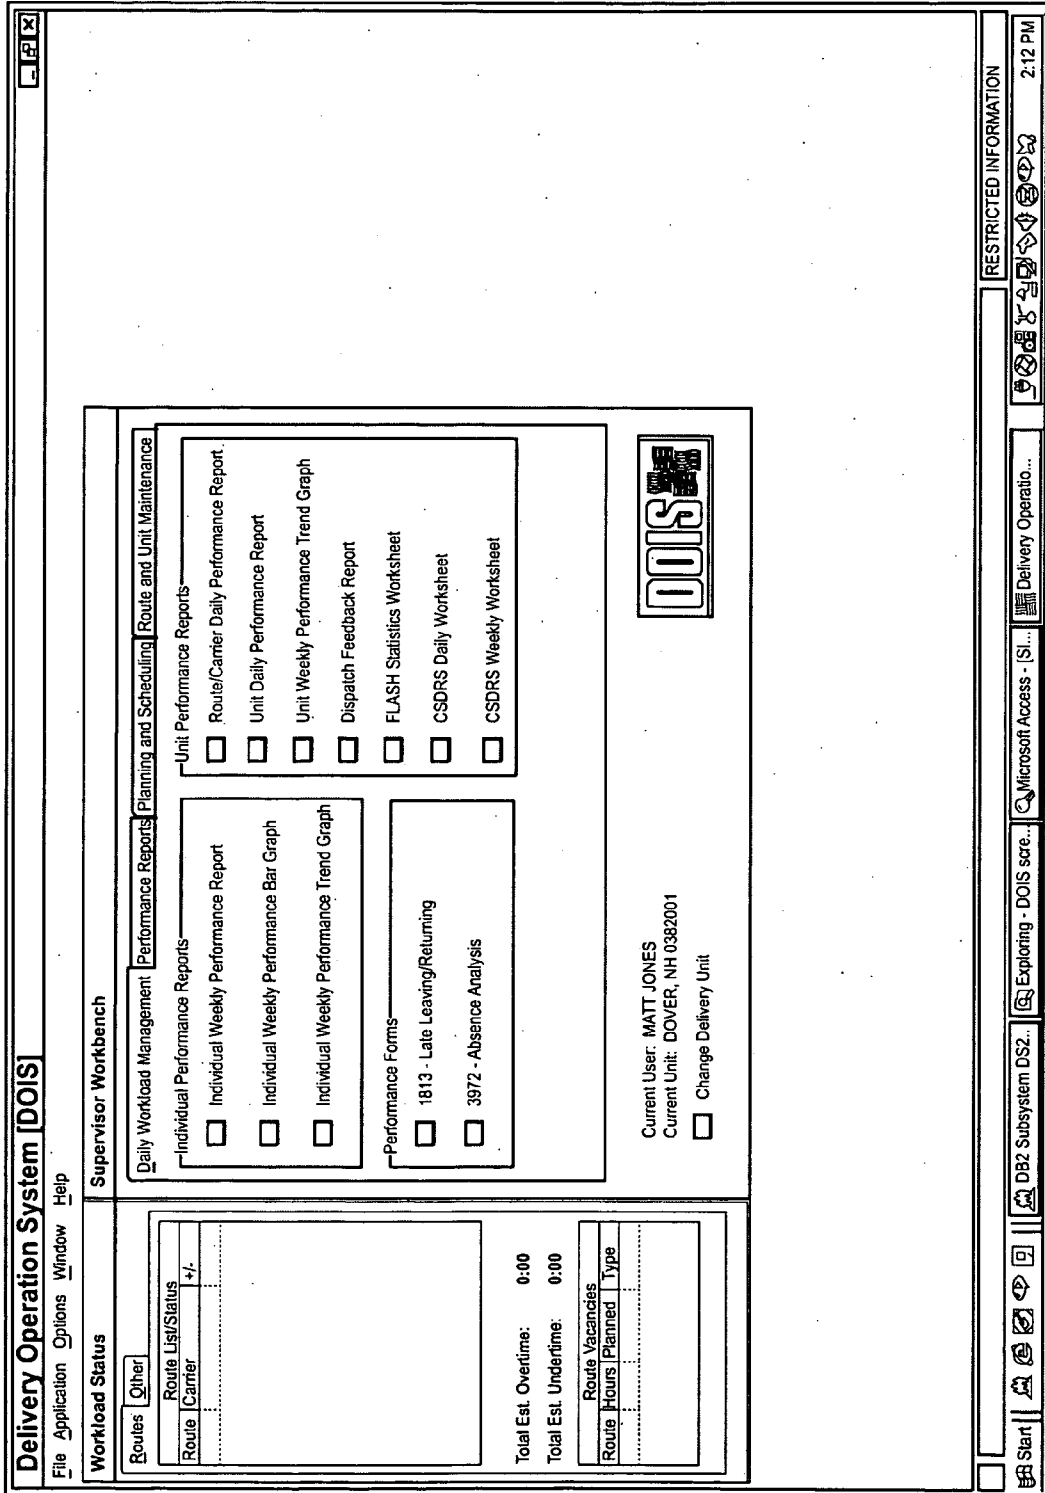 Delivery Operation System [DOIS]
File Application Options Window Help
Workload Status
Routes Other
Route List/Status
Route Carrier +/-
Total Est. Overtime: 0:00
Total Est. Undertime: 0:00
Route Vacancies
Route Hours Planned Type
Supervisor Workbench
Daily Workload Management Performance Reports Planning and Scheduling Route and Unit Maintenance
Individual Performance Reports
Individual Weekly Performance Report
Individual Weekly Performance Bar Graph
Individual Weekly Performance Trend Graph
Performance Forms
1813 - Late Leaving/Returning
3972 - Absence Analysis
Unit Performance Reports
Route/Carrier Daily Performance Report
Unit Daily Performance Report
Unit Weekly Performance Trend Graph
Dispatch Feedback Report
FLASH Statistics Worksheet
CSDRS Daily Worksheet
CSDRS Weekly Worksheet
Current User: MATT JONES
Current Unit: DOVER, NH 0382001
Change Delivery Unit
DOIS
RESTRICTED INFORMATION
Start DB2 Subsystem DS2.. Exploring - DOIS scre... Microsoft Access - [SI... Delivery Operatio... 2:12 PM